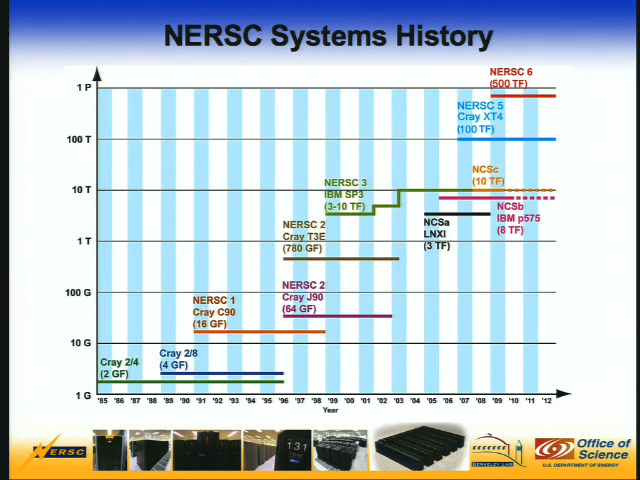 NERSC Systems History
NERSC 6
(500 TF)
1 P
NERSC 5
Cray XT4
(100 TF)
100 T
NCSc
(10 TF)
NERSC 3
IBM SP3
(3-10 TF)
10 T
NCSb
IBM p575
(8 TF)
NCSa
LNXI
(3 TF)
NERSC 2
Cray T3E
(780 GF)
1 T
NERSC 2
Cray J90
(64 GF)
100 G
NERSC 1
Cray C90
(16 GF)
10 G
Cray 2/8
(4 GF)
Cray 2/4
(2 GF)
1 G
'85 '86 '87 '88 '89 '90 '91 '92 '93 '94 '95 '96 '97 '98 '99 '00 '01 '02 '03 '04 '05 '06 '07 '08 '09 '10 '11 '12
Year
NERSC
131
BERKELEY LAB
Office of
Science
U.S. DEPARTMENT OF ENERGY